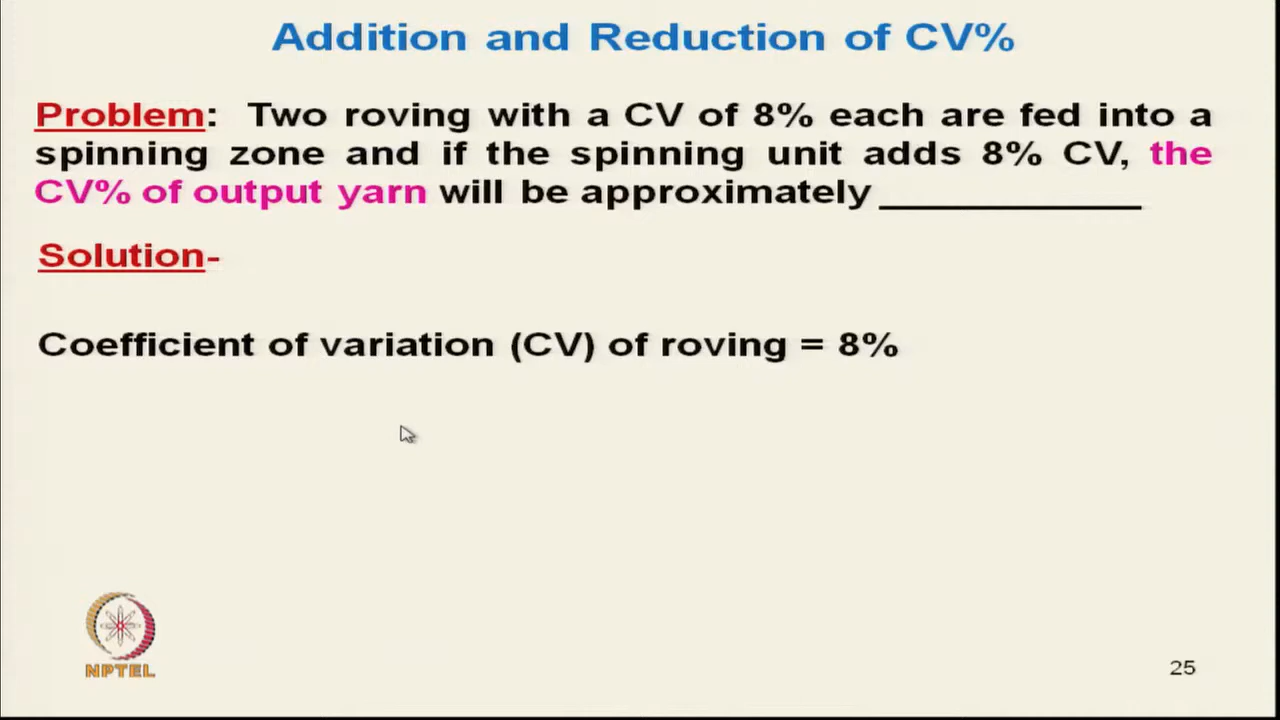 Addition and Reduction of CV%
Problem: Two roving with a CV of 8% each are fed into a
spinning zone and if the spinning unit adds 8% CV, the
CV% of output yarn will be approximately ______________
Solution-
Coefficient of variation (CV) of roving = 8%
NPTEL
25